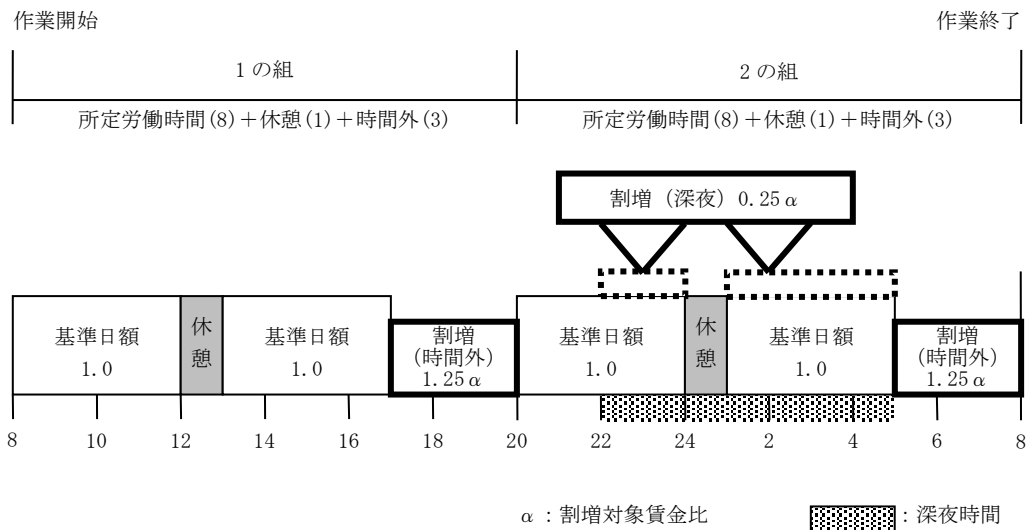 作業開始
作業終了
1の組
2の組
所定労働時間(8)＋休憩(1)＋時間外(3)
所定労働時間(8)＋休憩(1)＋時間外(3)
割増（深夜）0.25α
基準日額
1.0
休憩
基準日額
1.0
割増
（時間外）
1.25α
基準日額
1.0
休憩
基準日額
1.0
割増
（時間外）
1.25α
8 10 12 14 16 18 20 22 24 2 4 6 8
α：割増対象賃金比 ：深夜時間